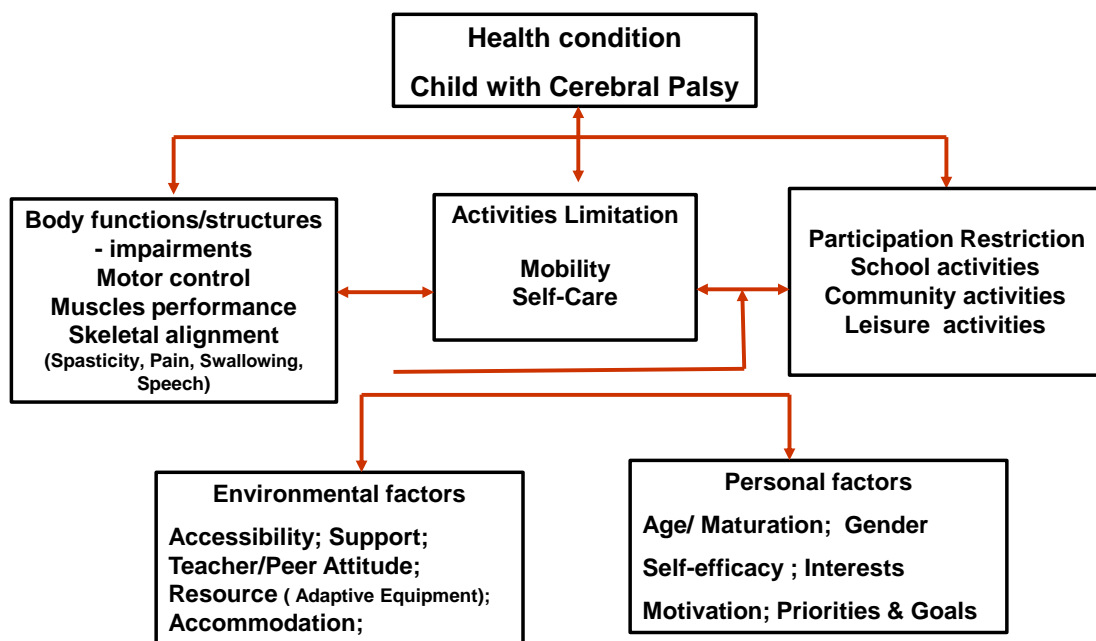 Health condition
Child with Cerebral Palsy
Body functions/structures
- impairments
Motor control
Muscles performance
Skeletal alignment
(Spasticity, Pain, Swallowing,
Speech)
Activities Limitation
Mobility
Self-Care
Participation Restriction
School activities
Community activities
Leisure activities
Environmental factors
Accessibility; Support;
Teacher/Peer Attitude;
Resource ( Adaptive Equipment);
Accommodation;
Personal factors
Age/ Maturation; Gender
Self-efficacy ; Interests
Motivation; Priorities & Goals